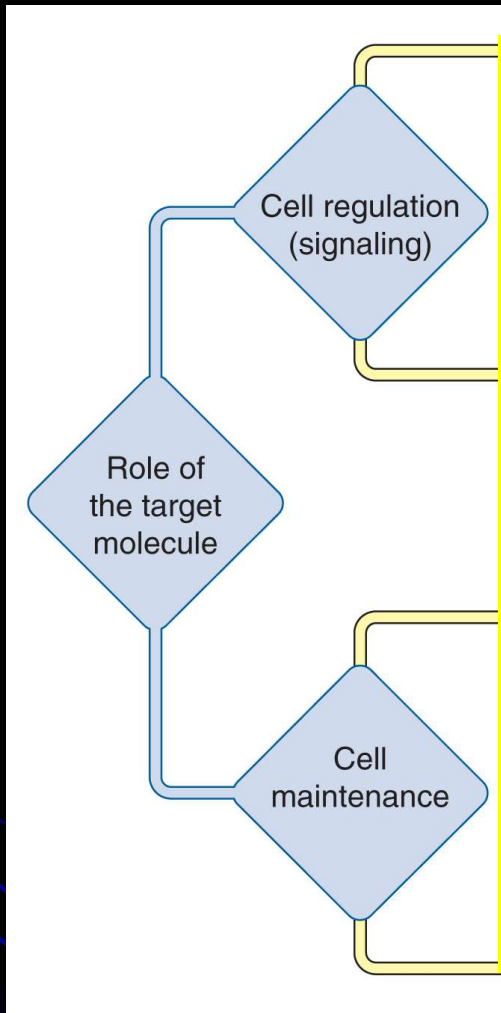 Cell regulation
(signaling)
Role of
the target
molecule
Cell
maintenance